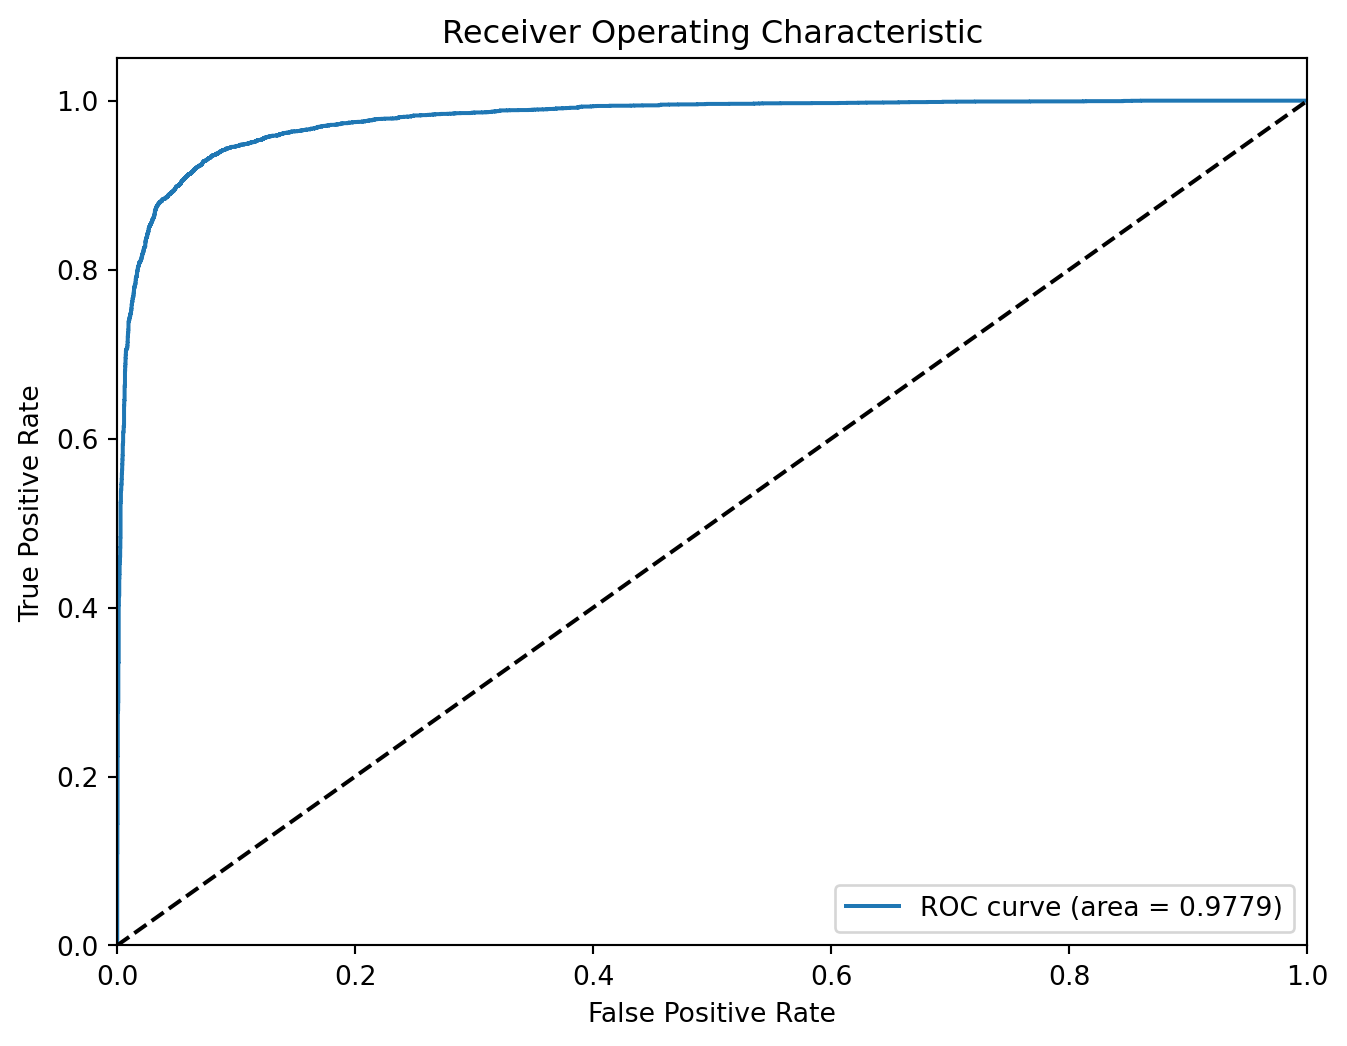 Receiver Operating Characteristic
1.0
0.8
0.6
0.4
0.2
0.0
True Positive Rate
ROC curve (area = 0.9779)
0.0 0.2 0.4 0.6 0.8 1.0
False Positive Rate